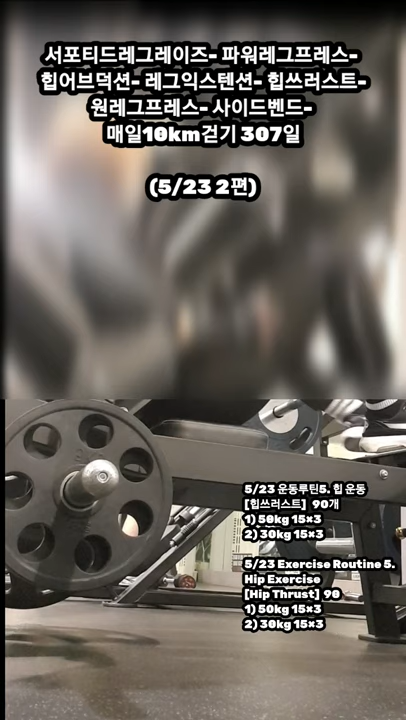 서포티드레그레이즈- 파워레그프레스-
힙어브덕션- 레그익스텐션- 힙쓰러스트-
원레그프레스- 사이드벤드-
매일10km걷기 307일
(5/23 2편)
5/23 운동루틴5. 힙 운동
[힙쓰러스트] 90개
1) 50kg 15×3
2) 30kg 15×3
5/23 Exercise Routine 5.
Hip Exercise
[Hip Thrust] 90
1) 50kg 15×3
2) 30kg 15×3